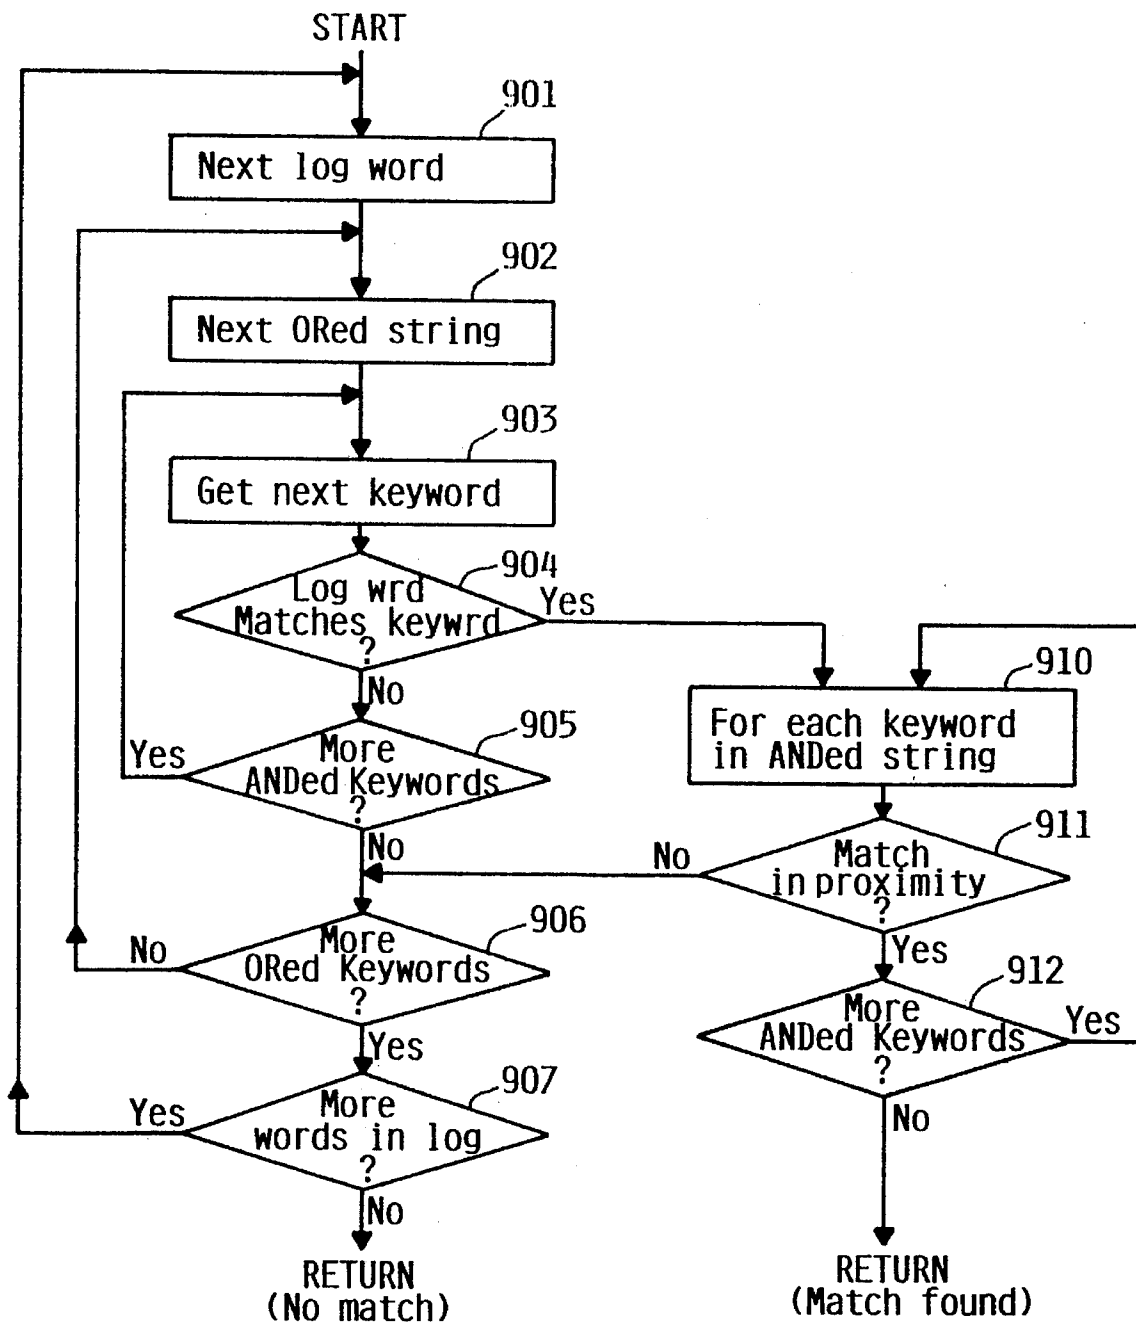 START
901
Next log word
902
Next ORed string
903
Get next keyword
904
Log wrd
Matches keywrd
?
Yes
No
910
For each keyword
in ANDed string
905
More
ANDed Keywords
?
Yes
No
911
Match
in proximity
?
No
Yes
906
More
ORed Keywords
?
No
Yes
912
More
ANDed Keywords
?
Yes
No
907
More
words in log
?
Yes
No
RETURN
(No match)
RETURN
(Match found)